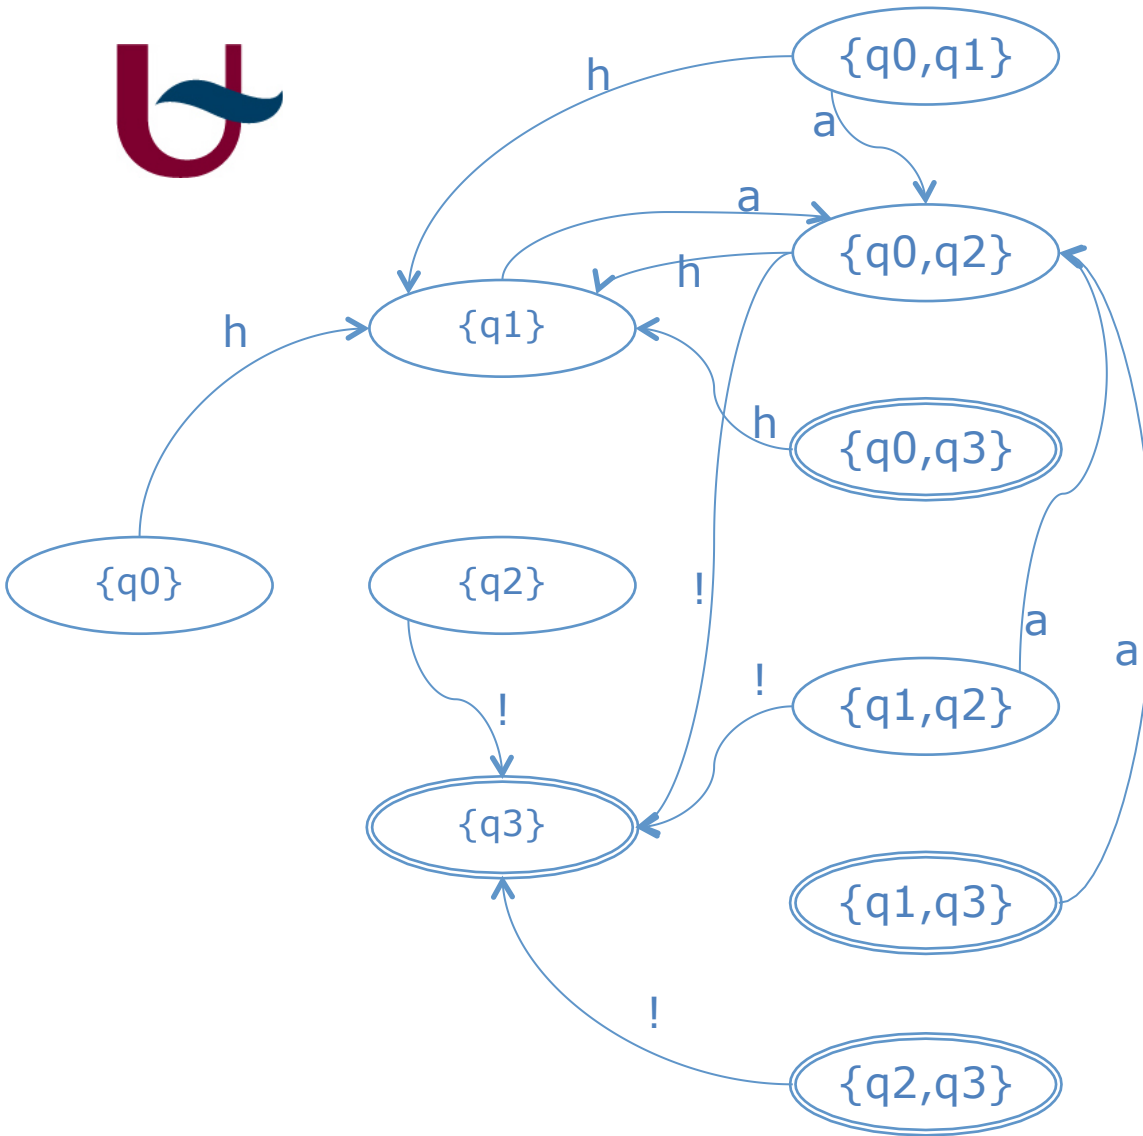 {q0,q1}
h
a
a
{q0,q2}
h
{q1}
h
{q0,q3}
h
{q0}
{q2}
!
a
a
{q1,q2}
!
!
{q3}
{q1,q3}
!
{q2,q3}